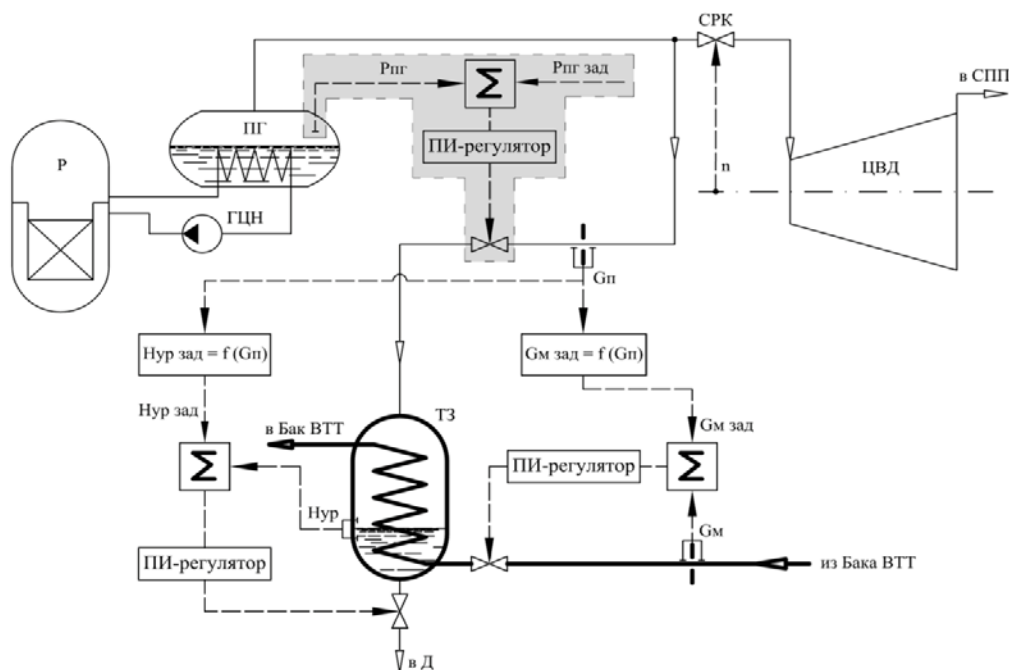 СРК
Рпг
Рпг зад
в СПП
Σ
ПГ
ПИ-регулятор
Р
n
ЦВД
ГЦН
Gп
Нур зад = f (Gп)
Gм зад = f (Gп)
Нур зад
ТЗ
в Бак ВТТ
Gм зад
Σ
ПИ-регулятор
Σ
Нур
Gм
ПИ-регулятор
из Бака ВТТ
в Д